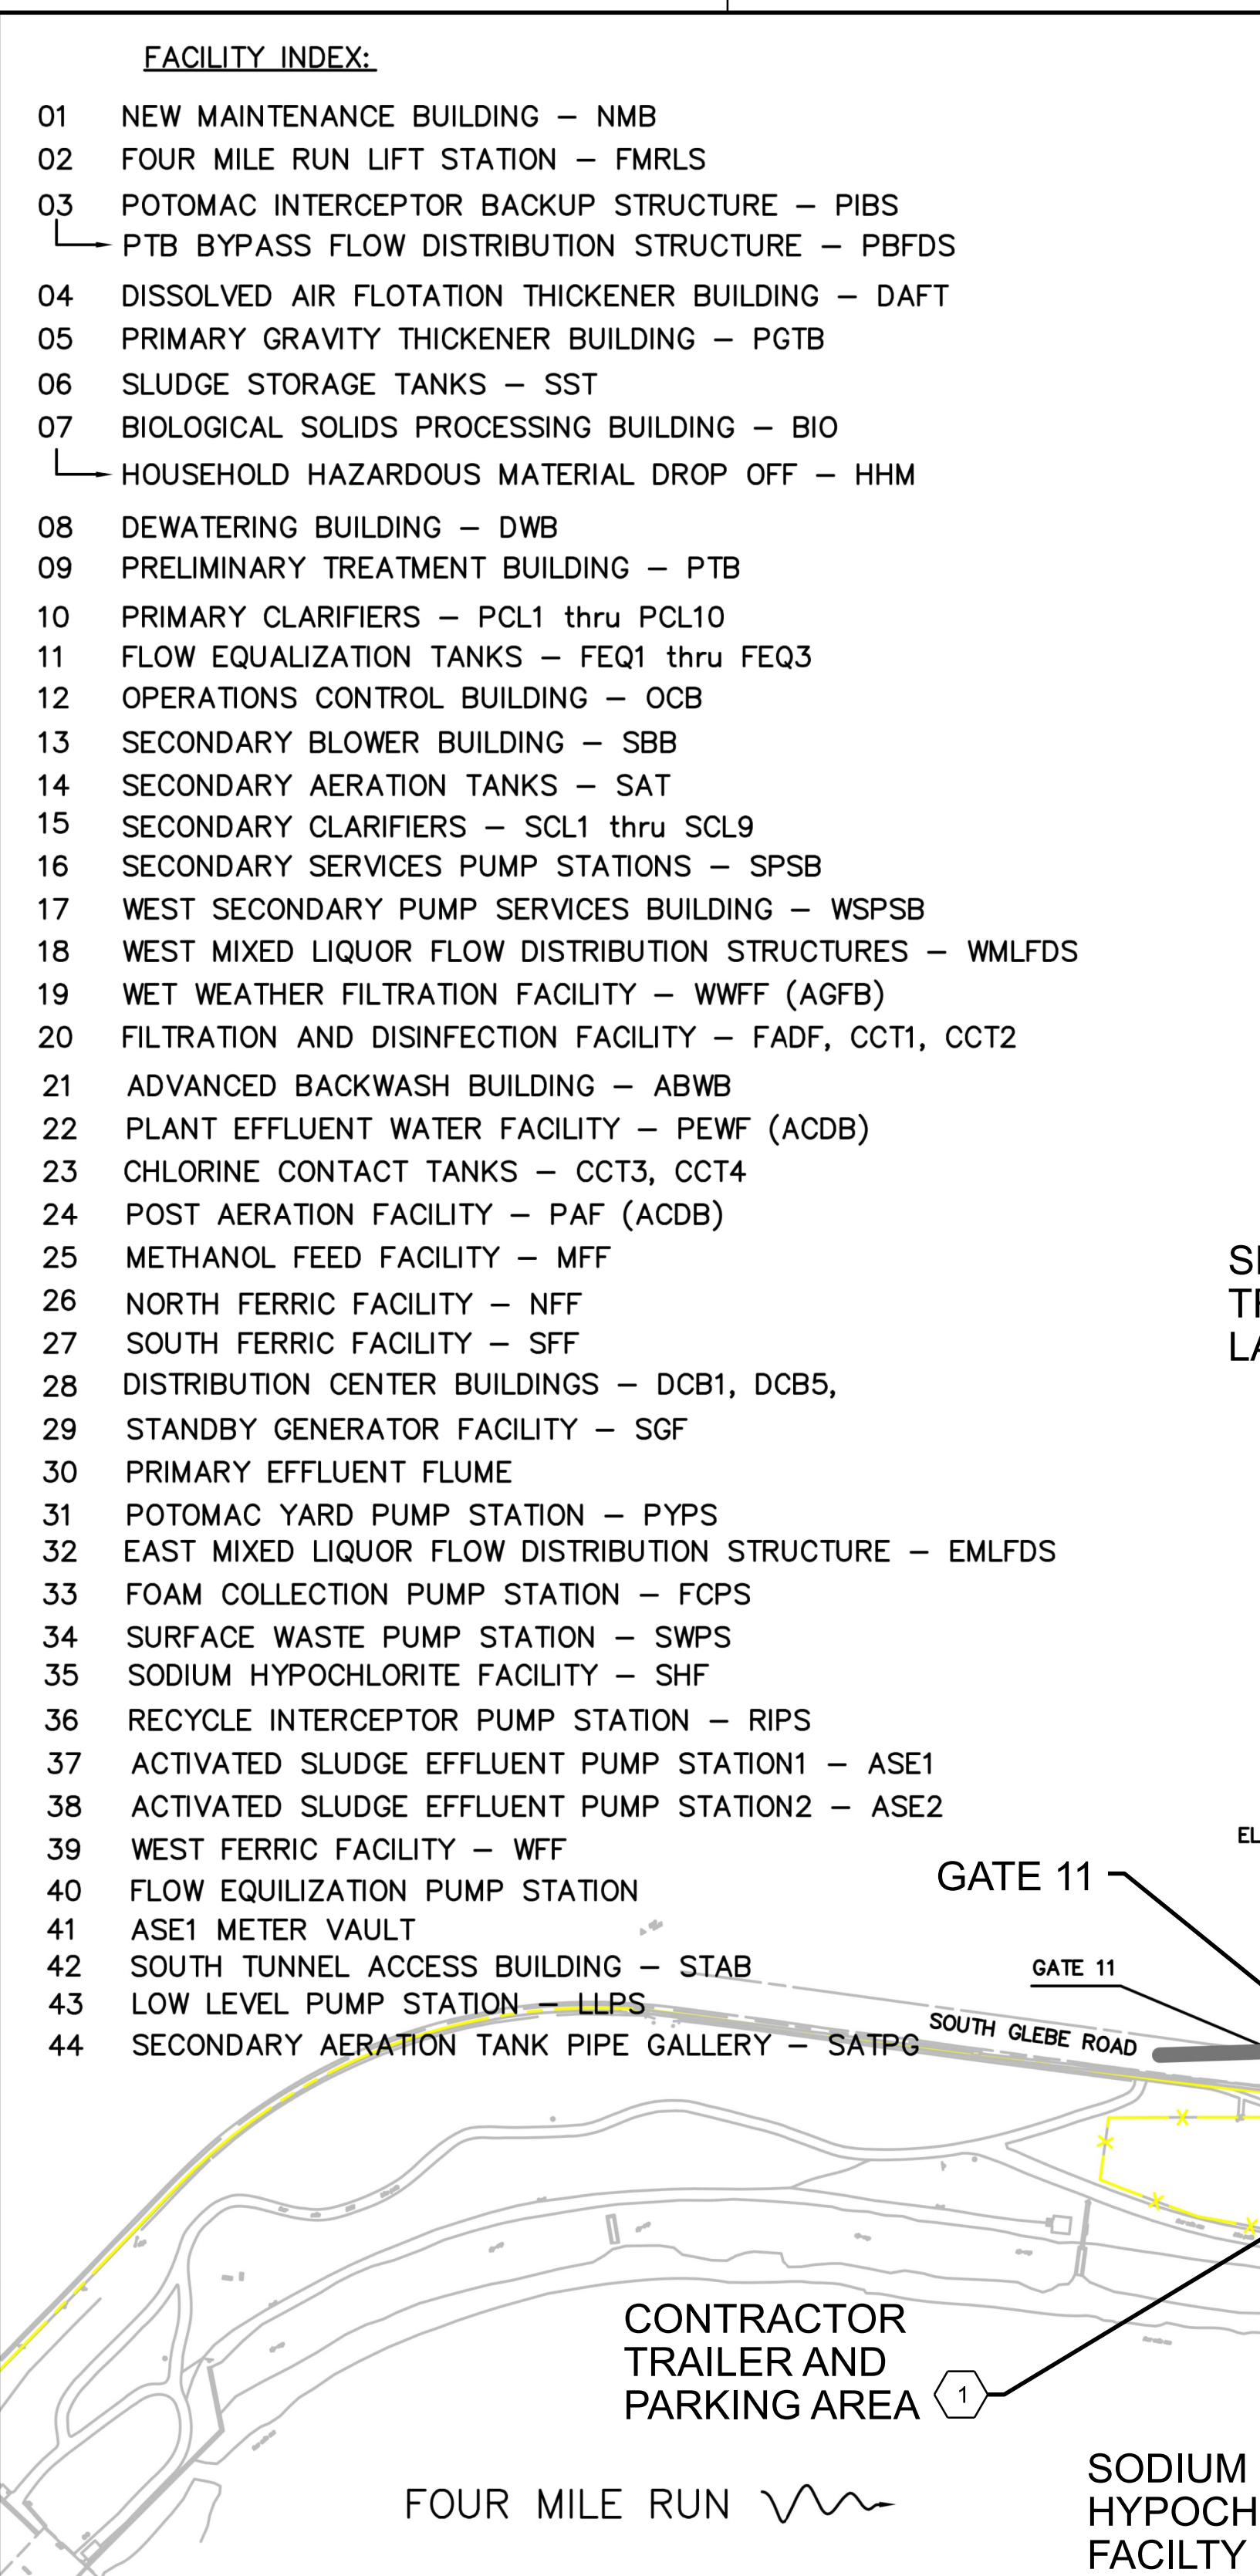 FACILITY INDEX:
01 NEW MAINTENANCE BUILDING – NMB
02 FOUR MILE RUN LIFT STATION – FMRLS
03 POTOMAC INTERCEPTOR BACKUP STRUCTURE – PIBS
PTB BYPASS FLOW DISTRIBUTION STRUCTURE – PBFDS
04 DISSOLVED AIR FLOTATION THICKENER BUILDING – DAFT
05 PRIMARY GRAVITY THICKENER BUILDING – PGTB
06 SLUDGE STORAGE TANKS – SST
07 BIOLOGICAL SOLIDS PROCESSING BUILDING – BIO
HOUSEHOLD HAZARDOUS MATERIAL DROP OFF – HHM
08 DEWATERING BUILDING – DWB
09 PRELIMINARY TREATMENT BUILDING – PTB
10 PRIMARY CLARIFIERS – PCL1 thru PCL10
11 FLOW EQUALIZATION TANKS – FEQ1 thru FEQ3
12 OPERATIONS CONTROL BUILDING – OCB
13 SECONDARY BLOWER BUILDING – SBB
14 SECONDARY AERATION TANKS – SAT
15 SECONDARY CLARIFIERS – SCL1 thru SCL9
16 SECONDARY SERVICES PUMP STATIONS – SPSB
17 WEST SECONDARY PUMP SERVICES BUILDING – WSPSB
18 WEST MIXED LIQUOR FLOW DISTRIBUTION STRUCTURES – WMLFDS
19 WET WEATHER FILTRATION FACILITY – WWFF (AGFB)
20 FILTRATION AND DISINFECTION FACILITY – FADF, CCT1, CCT2
21 ADVANCED BACKWASH BUILDING – ABWB
22 PLANT EFFLUENT WATER FACILITY – PEWF (ACDB)
23 CHLORINE CONTACT TANKS – CCT3, CCT4
24 POST AERATION FACILITY – PAF (ACDB)
25 METHANOL FEED FACILITY – MFF
26 NORTH FERRIC FACILITY – NFF
27 SOUTH FERRIC FACILITY – SFF
28 DISTRIBUTION CENTER BUILDINGS – DCB1, DCB5,
29 STANDBY GENERATOR FACILITY – SGF
30 PRIMARY EFFLUENT FLUME
31 POTOMAC YARD PUMP STATION – PYPS
32 EAST MIXED LIQUOR FLOW DISTRIBUTION STRUCTURE – EMLFDS
33 FOAM COLLECTION PUMP STATION – FCPS
34 SURFACE WASTE PUMP STATION – SWPS
35 SODIUM HYPOCHLORITE FACILITY – SHF
36 RECYCLE INTERCEPTOR PUMP STATION – RIPS
37 ACTIVATED SLUDGE EFFLUENT PUMP STATION1 – ASE1
38 ACTIVATED SLUDGE EFFLUENT PUMP STATION2 – ASE2
39 WEST FERRIC FACILITY – WFF
40 FLOW EQUILIZATION PUMP STATION
41 ASE1 METER VAULT
42 SOUTH TUNNEL ACCESS BUILDING – STAB
43 LOW LEVEL PUMP STATION – LLPS
44 SECONDARY AERATION TANK PIPE GALLERY – SATPG
GATE 11
GATE 11
SOUTH GLEBE ROAD
CONTRACTOR
TRAILER AND
PARKING AREA 1
FOUR MILE RUN
SODIUM
HYPOCH
FACILTY